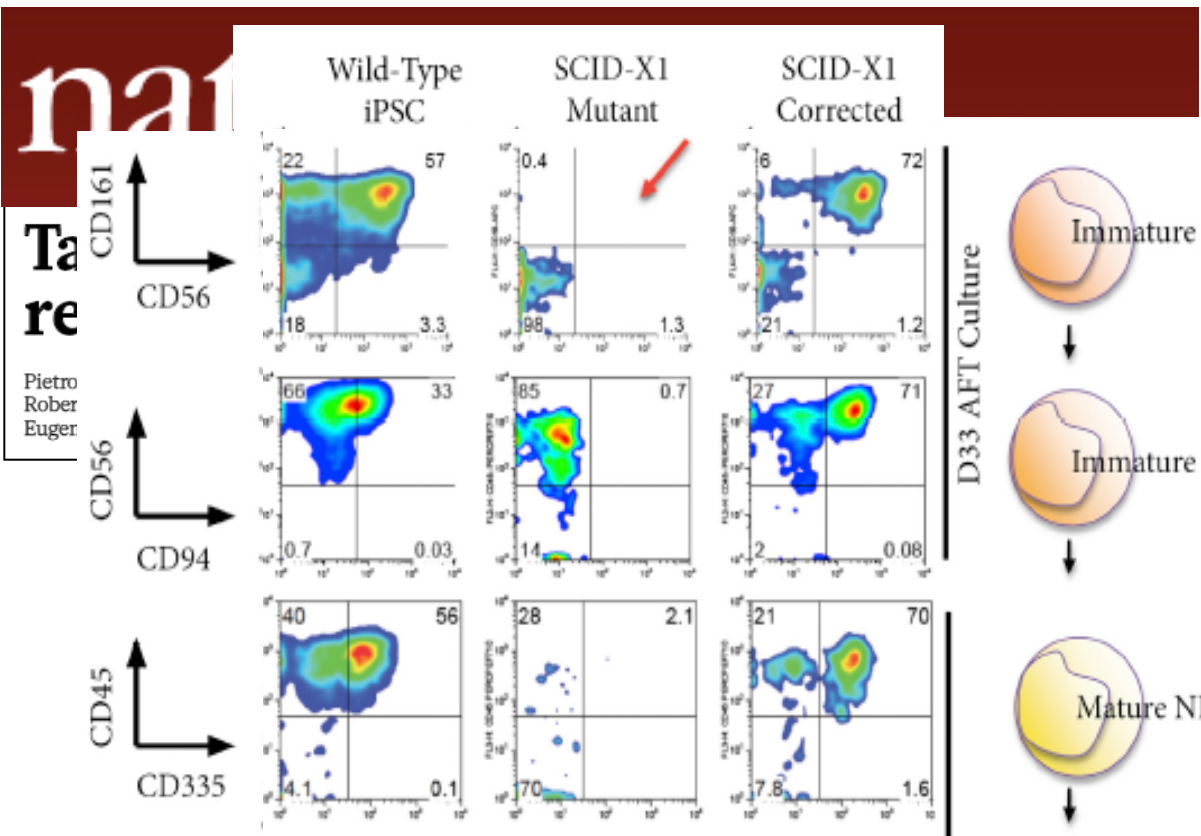 nat
Wild-Type
iPSC
SCID-X1
Mutant
SCID-X1
Corrected
Ta
re
Pietro
Rober
Eugen
CD161
CD56
22
57
18
3.3
0.4
98
1.3
6
72
21
1.2
CD56
CD94
66
33
0.7
0.03
85
0.7
14
27
71
2
0.08
CD45
CD335
40
56
4.1
0.1
28
2.1
70
21
70
7.8
1.6
D33 AFT Culture
Immature
Immature
Mature N